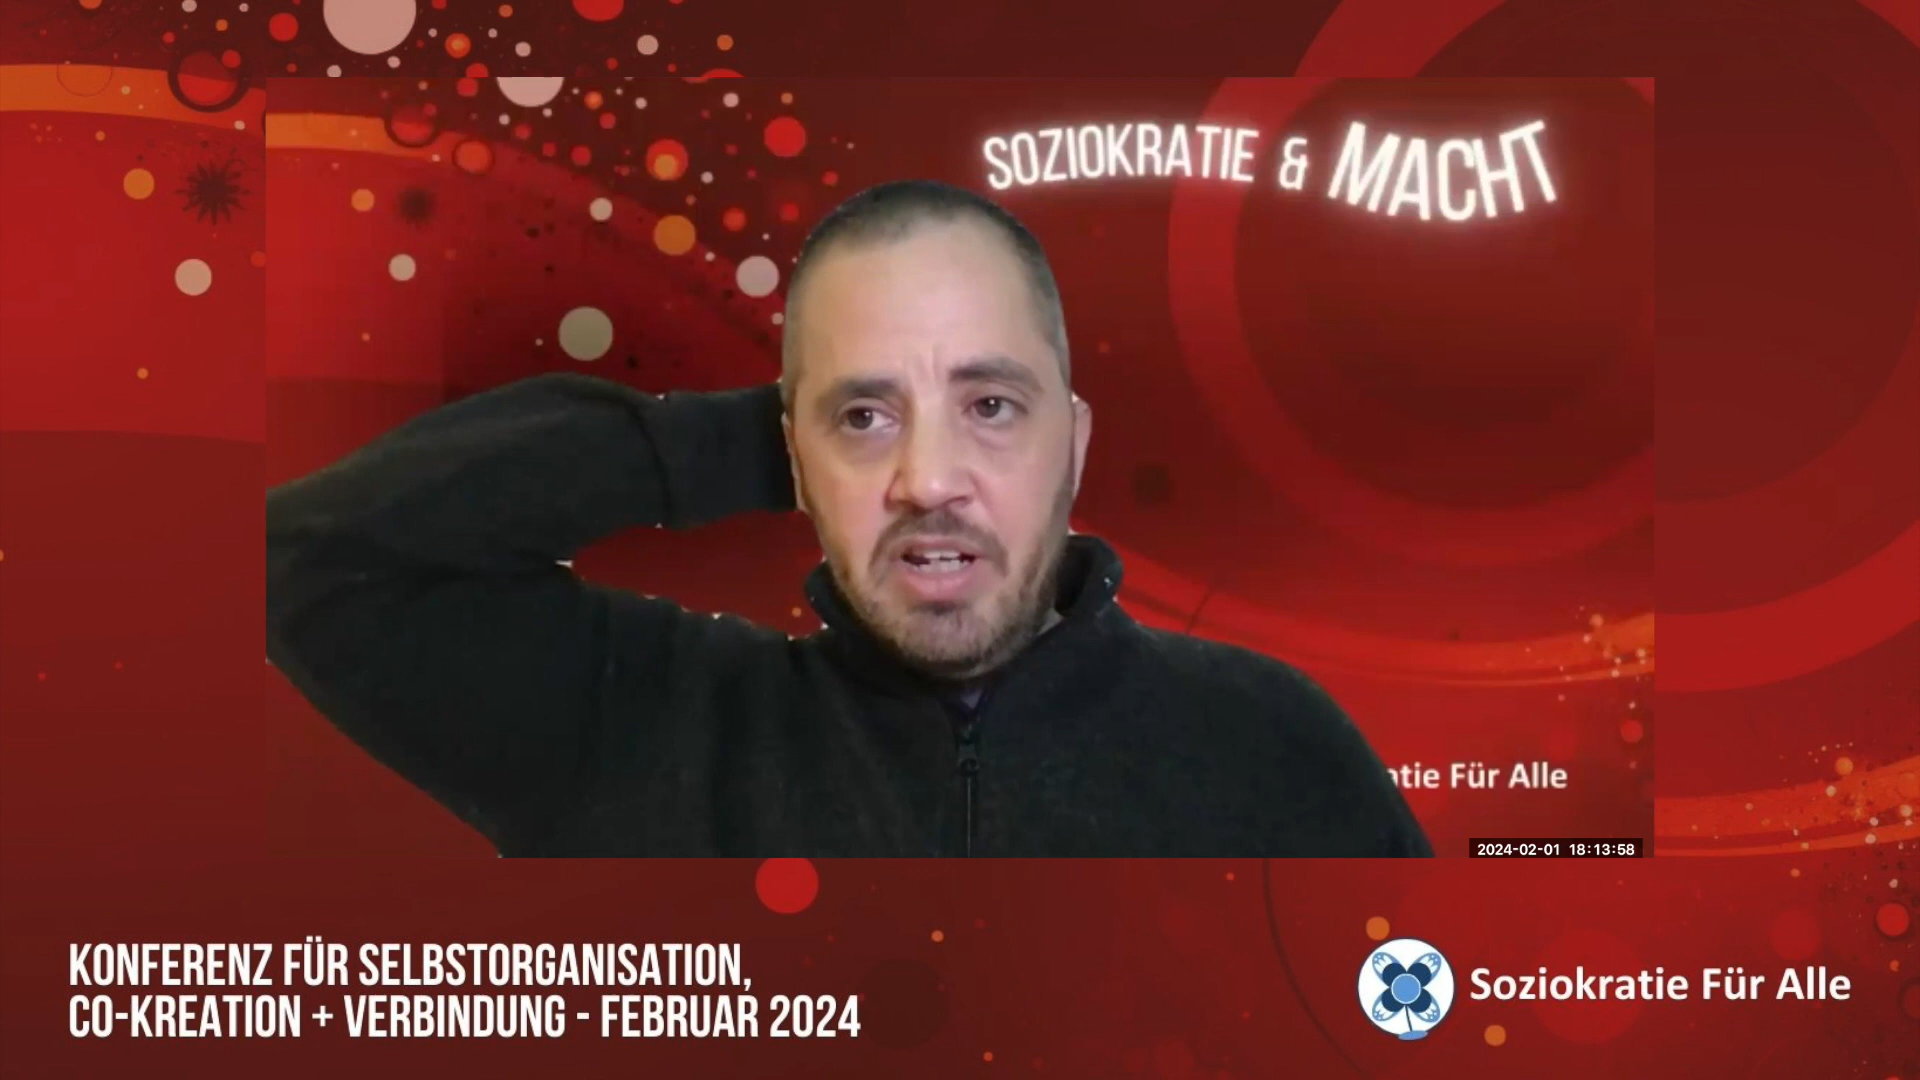 SOZIOKRATIE & MACHT
tie Für Alle
2024-02-01 18:13:58
KONFERENZ FÜR SELBSTORGANISATION,
CO-KREATION + VERBINDUNG - FEBRUAR 2024
Soziokratie Für Alle